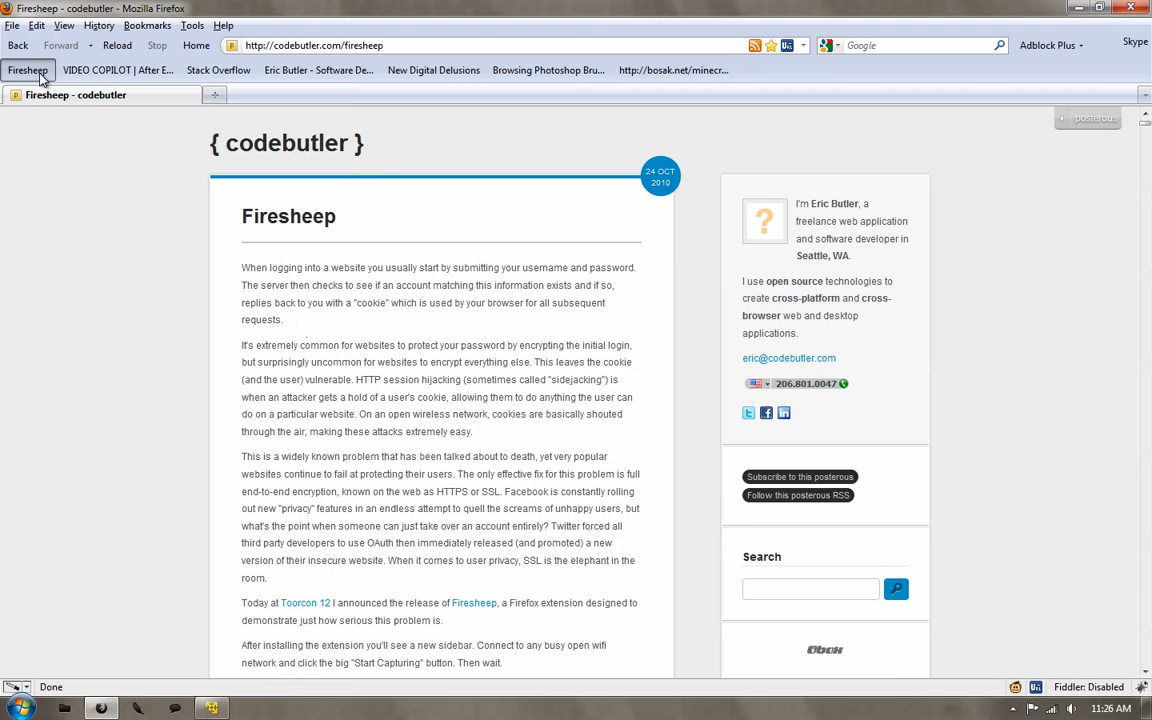 Firesheep - codebutler - Mozilla Firefox
File Edit View History Bookmarks Tools Help
Back Forward Reload Stop Home http://codebutler.com/firesheep Google Adblock Plus Skype
Firesheep VIDEO COPILOT | After E... Stack Overflow Eric Butler - Software De... New Digital Delusions Browsing Photoshop Bru... http://bosak.net/minecr...
Firesheep - codebutler
posterous
{ codebutler }
24 OCT
2010
Firesheep
When logging into a website you usually start by submitting your username and password.
The server then checks to see if an account matching this information exists and if so,
replies back to you with a "cookie" which is used by your browser for all subsequent
requests.
It's extremely common for websites to protect your password by encrypting the initial login,
but surprisingly uncommon for websites to encrypt everything else. This leaves the cookie
(and the user) vulnerable. HTTP session hijacking (sometimes called "sidejacking") is
when an attacker gets a hold of a user's cookie, allowing them to do anything the user can
do on a particular website. On an open wireless network, cookies are basically shouted
through the air, making these attacks extremely easy.
This is a widely known problem that has been talked about to death, yet very popular
websites continue to fail at protecting their users. The only effective fix for this problem is full
end-to-end encryption, known on the web as HTTPS or SSL. Facebook is constantly rolling
out new "privacy" features in an endless attempt to quell the screams of unhappy users, but
what's the point when someone can just take over an account entirely? Twitter forced all
third party developers to use OAuth then immediately released (and promoted) a new
version of their insecure website. When it comes to user privacy, SSL is the elephant in the
room.
Today at Toorcon 12 I announced the release of Firesheep, a Firefox extension designed to
demonstrate just how serious this problem is.
After installing the extension you'll see a new sidebar. Connect to any busy open wifi
network and click the big "Start Capturing" button. Then wait.
?
I'm Eric Butler, a
freelance web application
and software developer in
Seattle, WA.
I use open source technologies to
create cross-platform and cross-
browser web and desktop
applications.
eric@codebutler.com
206.801.0047
Subscribe to this posterous
Follow this posterous RSS
Search
Obox
Done
Fiddler: Disabled
11:26 AM